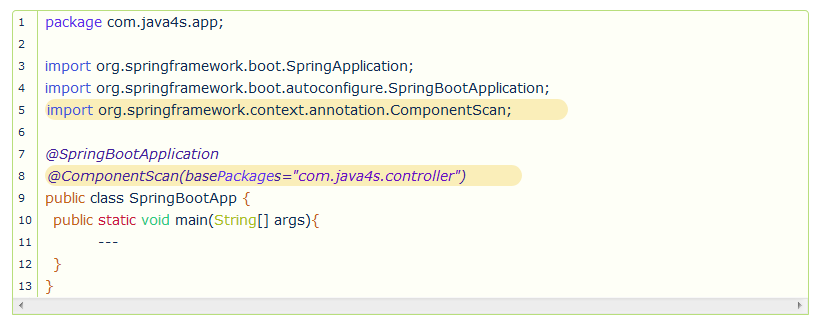 1 package com.java4s.app;
2
3 import org.springframework.boot.SpringApplication;
4 import org.springframework.boot.autoconfigure.SpringBootApplication;
5 import org.springframework.context.annotation.ComponentScan;
6
7 @SpringBootApplication
8 @ComponentScan(basePackages="com.java4s.controller")
9 public class SpringBootApp {
10 public static void main(String[] args){
11 ---
12 }
13 }